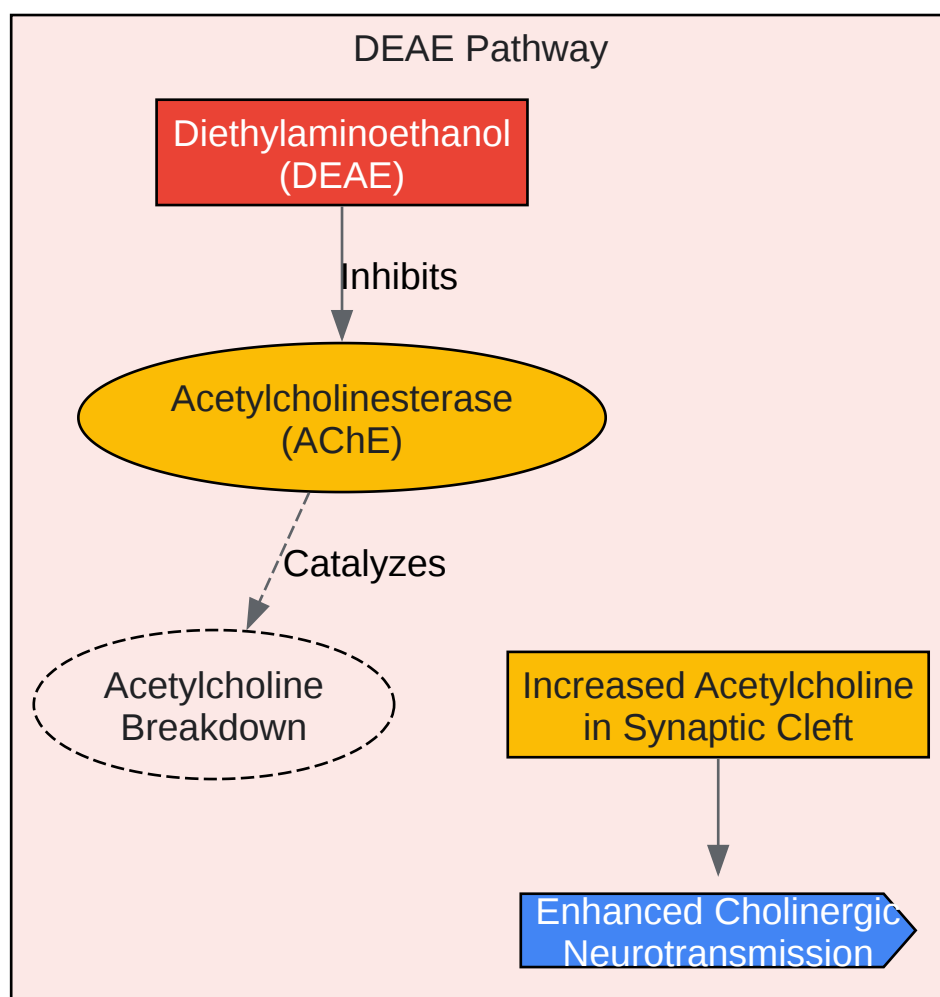 DEAE Pathway
Diethylaminoethanol
(DEAE)
Inhibits
Acetylcholinesterase
(AChE)
Catalyzes
Acetylcholine
Breakdown
Increased Acetylcholine
in Synaptic Cleft
Enhanced Cholinergic
Neurotransmission